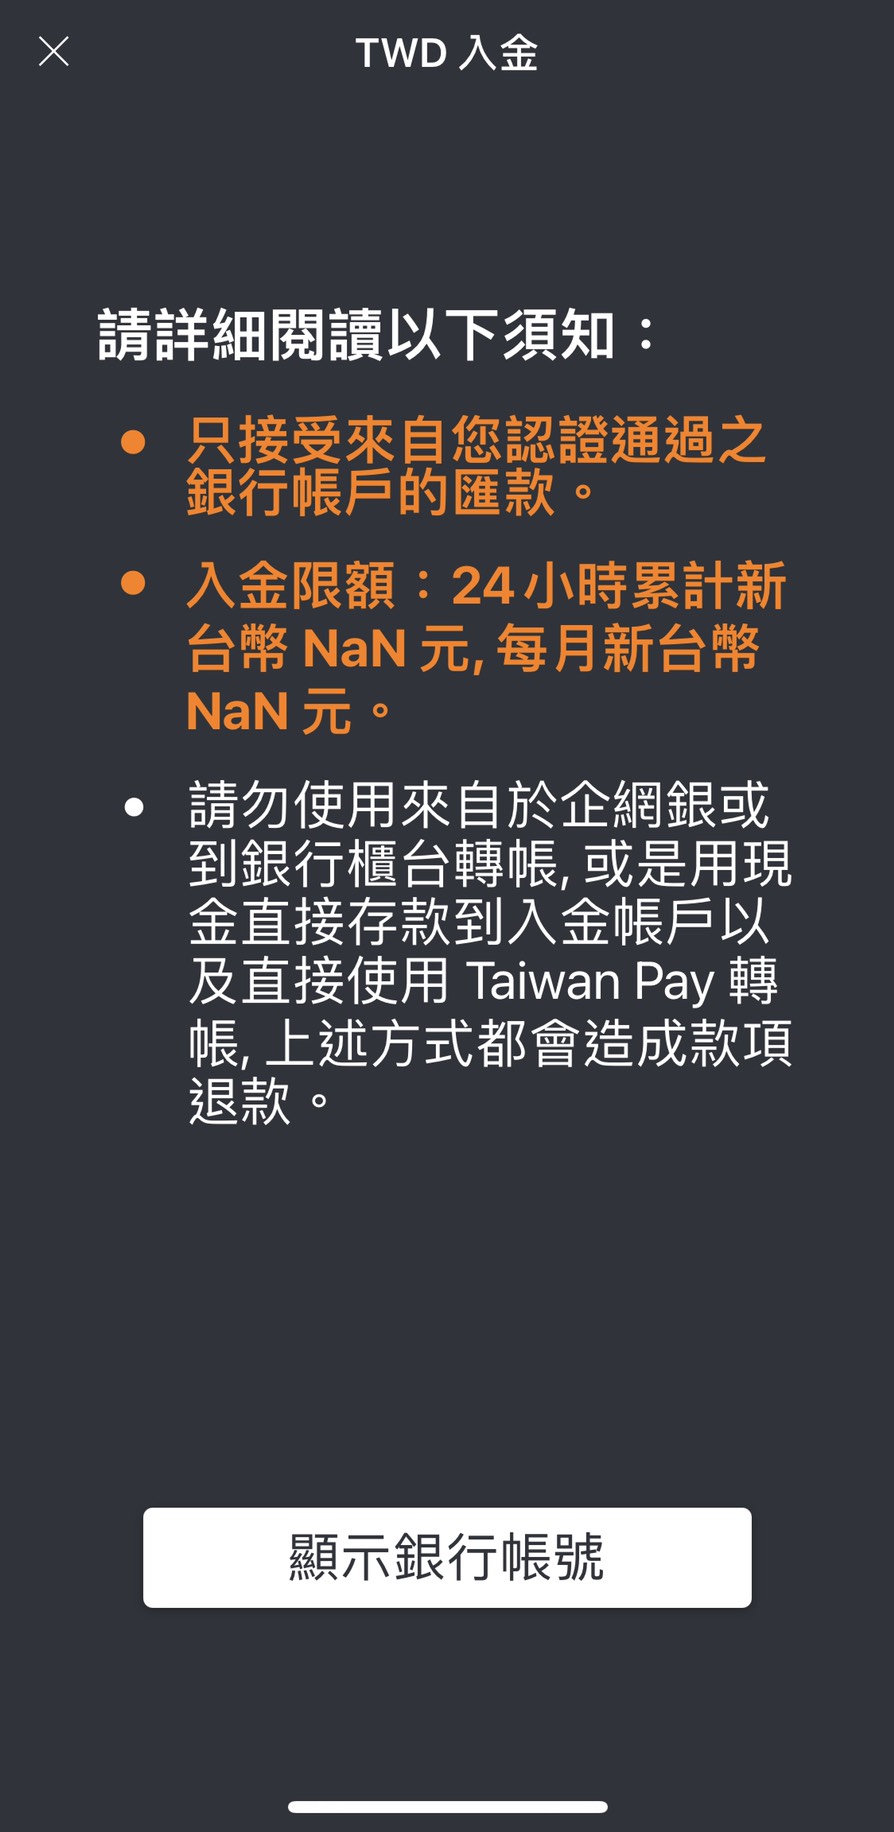 TWD 入金
請詳細閱讀以下須知：
● 只接受來自您認證通過之
銀行帳戶的匯款。
● 入金限額：24小時累計新
台幣 NaN 元, 每月新台幣
NaN 元。
● 請勿使用來自於企網銀或
到銀行櫃台轉帳, 或是用現
金直接存款到入金帳戶以
及直接使用 Taiwan Pay 轉
帳, 上述方式都會造成款項
退款。
顯示銀行帳號